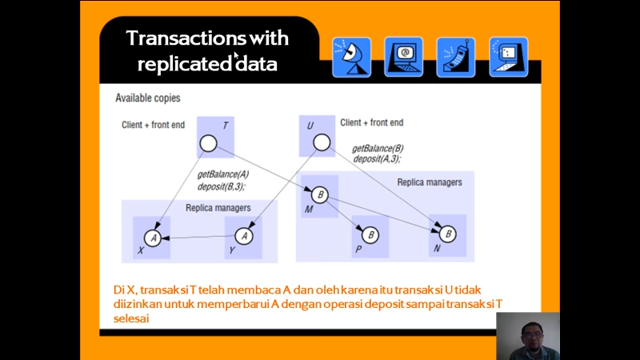 Transactions with
replicated data
Available copies
Client + front end
T
U
Client + front end
getBalance(B)
deposit(A,3);
getBalance(A)
deposit(B,3);
Replica managers
B
Replica managers
M
A
X
A
Y
B
P
B
N
Di X, transaksi T telah membaca A dan oleh karena itu transaksi U tidak
diizinkan untuk memperbarui A dengan operasi deposit sampai transaksi T
selesai